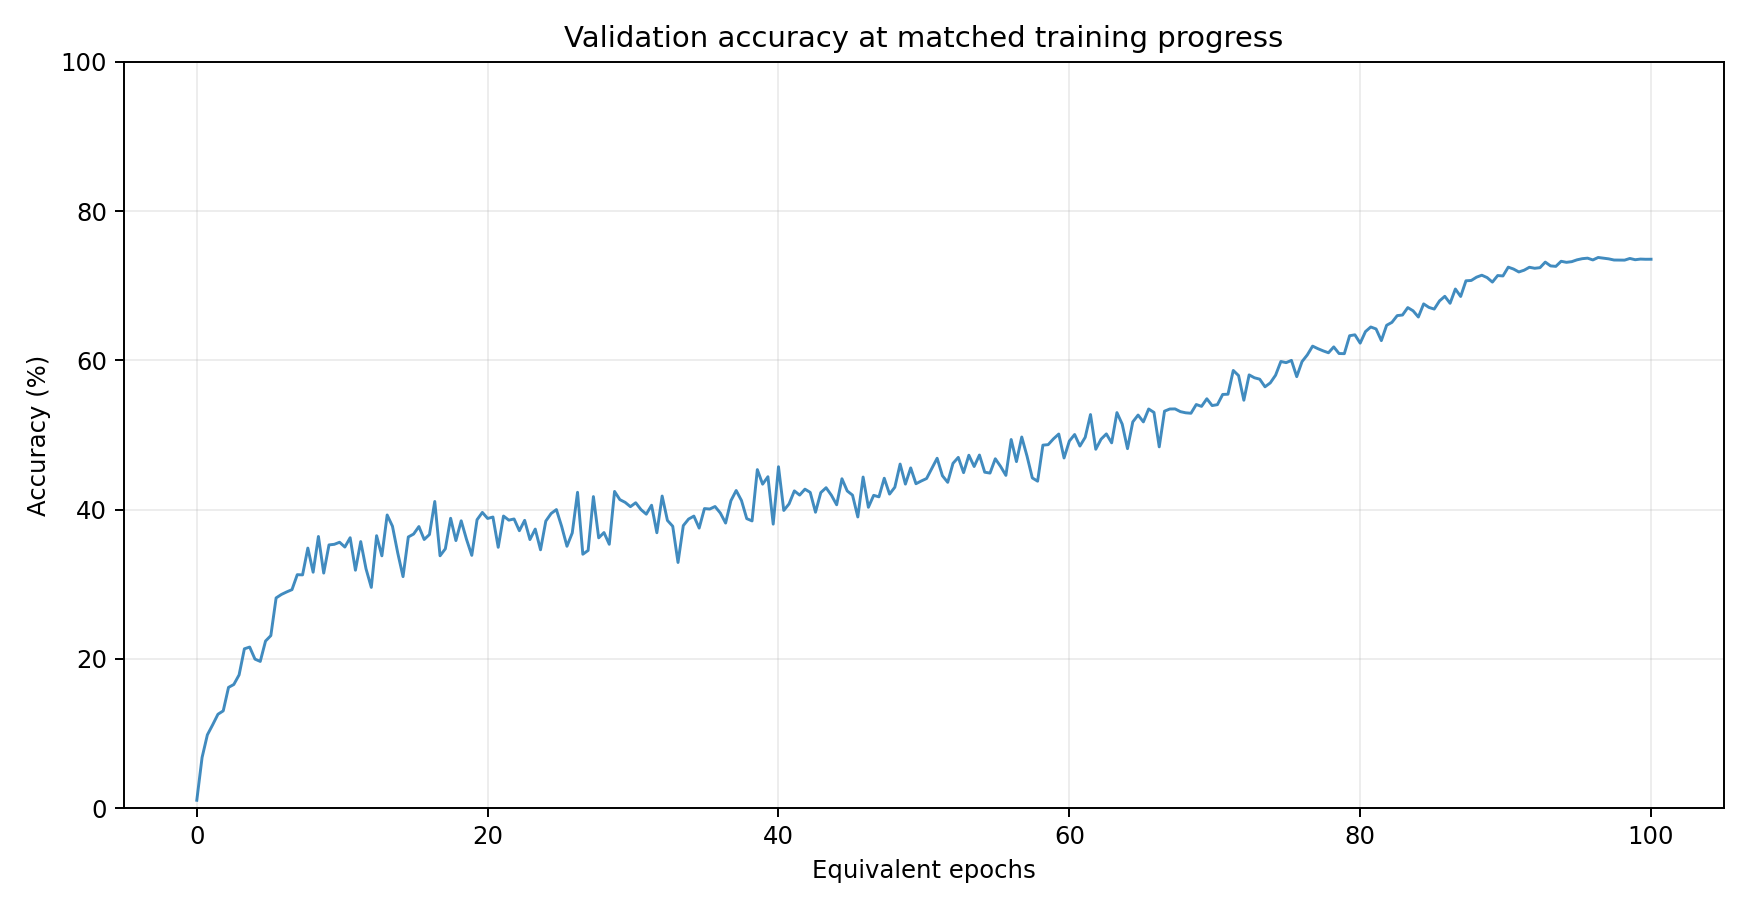 Validation accuracy at matched training progress
100
80
60
40
20
0
Accuracy (%)
0 20 40 60 80 100
Equivalent epochs